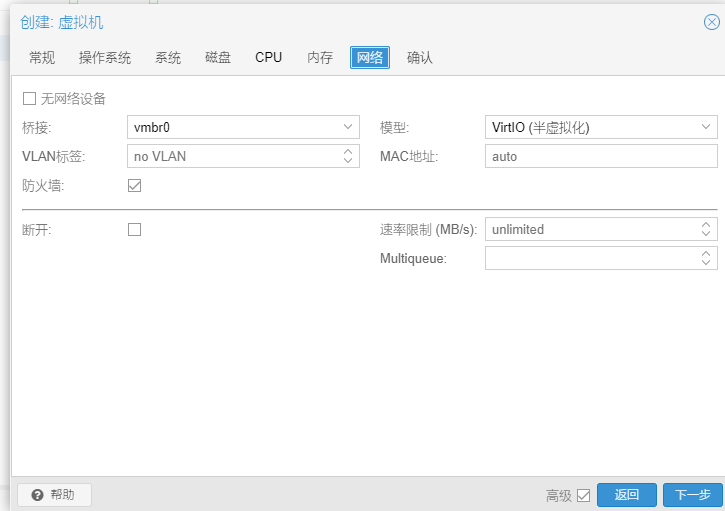 创建: 虚拟机
常规 操作系统 系统 磁盘 CPU 内存 网络 确认
无网络设备
桥接: vmbr0 模型: VirtIO (半虚拟化)
VLAN标签: no VLAN MAC地址: auto
防火墙:
断开: 速率限制 (MB/s): unlimited
Multiqueue:
帮助 高级 返回 下一步